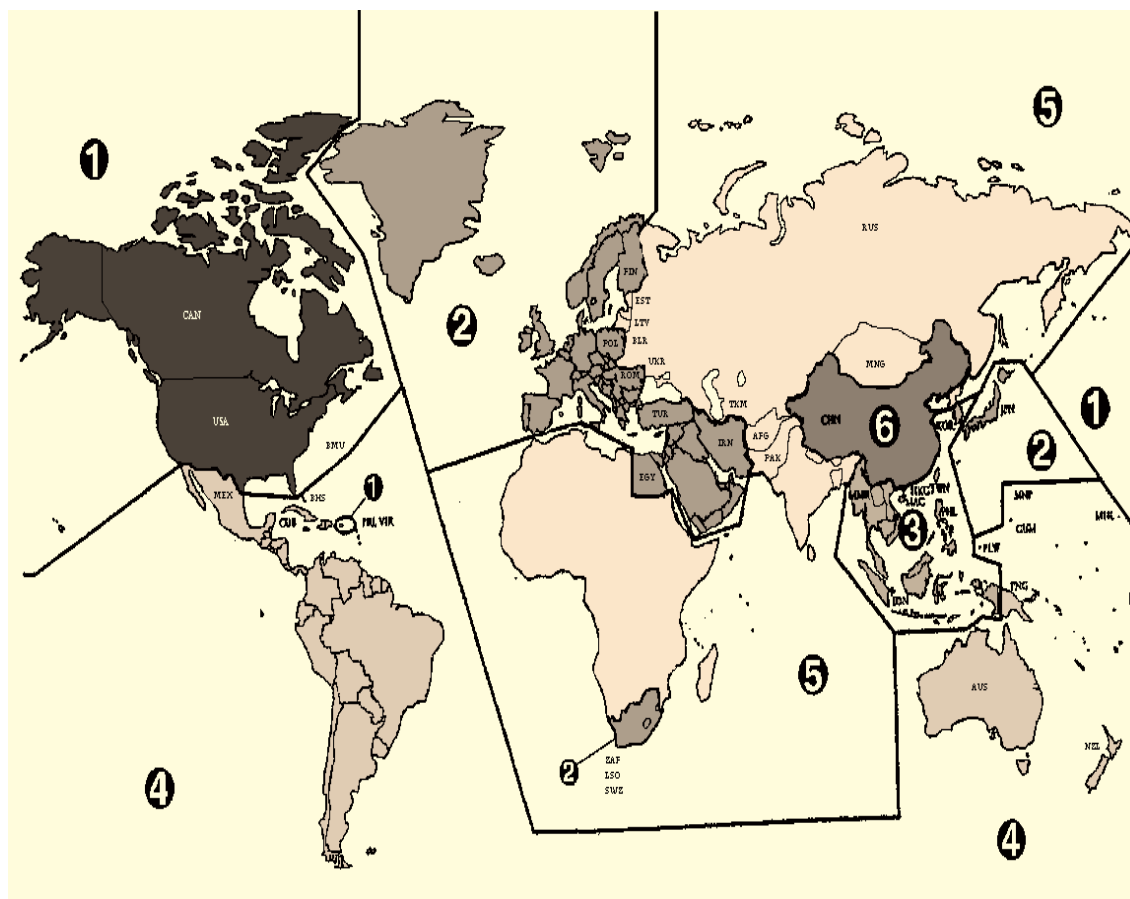 5
1
RUS
FIN
EST
CAN
2
LTV
POL
BLR
UKR
MNG
ROM
TKM
1
USA
TUR
CHN
6
KOR
JPN
BMU
IRN
AFG
PAK
2
EGY
MEX
BHS
1
HKG TWN
MAC
MMR
MNP
CUB
PRI, VIR
PHL
3
GUM
MHL
PLW
IDN
PNG
5
AUS
NZL
ZAF
2
LSO
SWZ
4
4